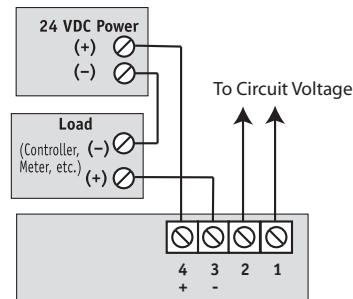 24 VDC Power
(+)
(–)
To Circuit Voltage
Load
(Controller, (–)
Meter, etc.) (+)
4 3 2 1
+ -